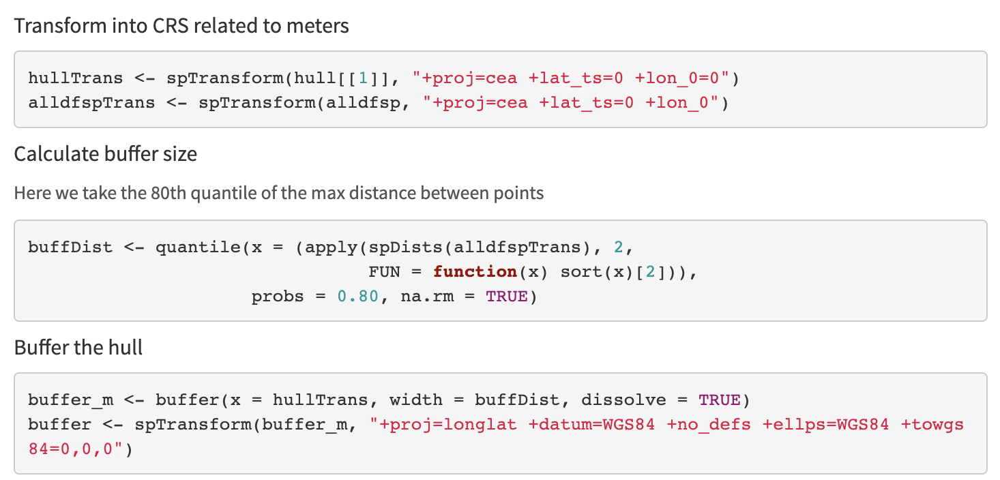 Transform into CRS related to meters
hullTrans <- spTransform(hull[[1]], "+proj=cea +lat_ts=0 +lon_0=0")
alldfspTrans <- spTransform(alldfsp, "+proj=cea +lat_ts=0 +lon_0")
Calculate buffer size
Here we take the 80th quantile of the max distance between points
buffDist <- quantile(x = (apply(spDists(alldfspTrans), 2,
FUN = function(x) sort(x)[2])),
probs = 0.80, na.rm = TRUE)
Buffer the hull
buffer_m <- buffer(x = hullTrans, width = buffDist, dissolve = TRUE)
buffer <- spTransform(buffer_m, "+proj=longlat +datum=WGS84 +no_defs +ellps=WGS84 +towgs
84=0,0,0")